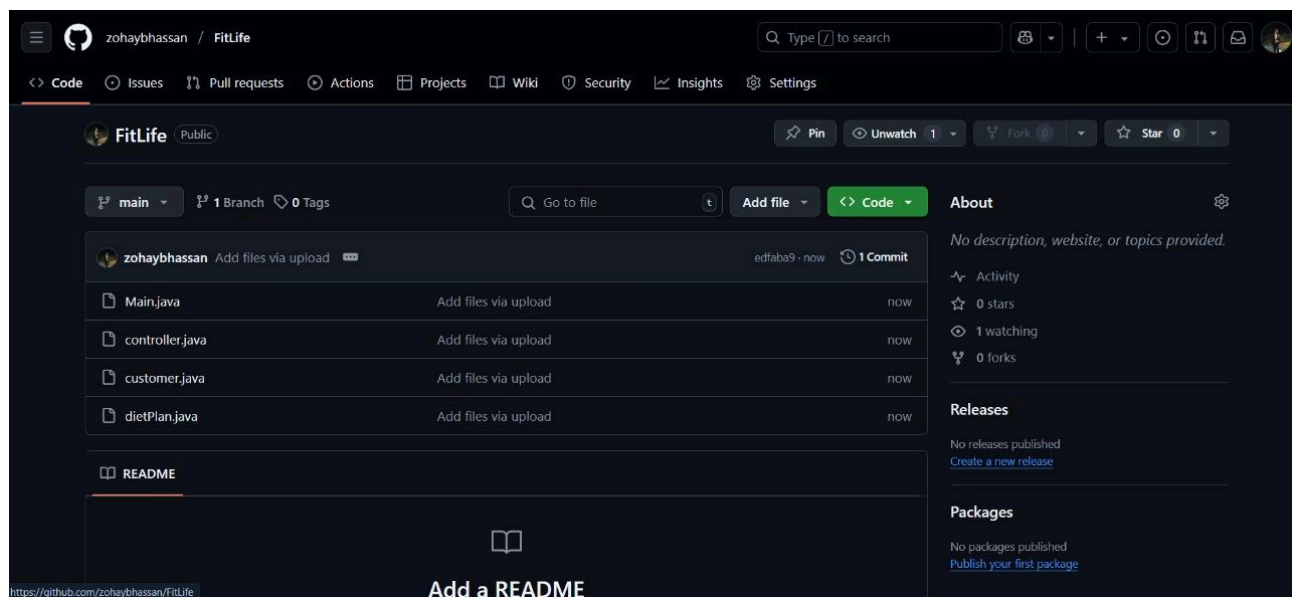 zohaybhassan / FitLife
Type / to search
Code Issues Pull requests Actions Projects Wiki Security Insights Settings
FitLife Public
Pin Unwatch 1 Fork 0 Star 0
main 1 Branch 0 Tags Go to file t Add file Code
zohaybhassan Add files via upload edfaba9 · now 1 Commit
Main.java Add files via upload now
controller.java Add files via upload now
customer.java Add files via upload now
dietPlan.java Add files via upload now
README
Add a README
About
No description, website, or topics provided.
Activity
0 stars
1 watching
0 forks
Releases
No releases published
Create a new release
Packages
No packages published
Publish your first package
https://github.com/zohaybhassan/FitLife